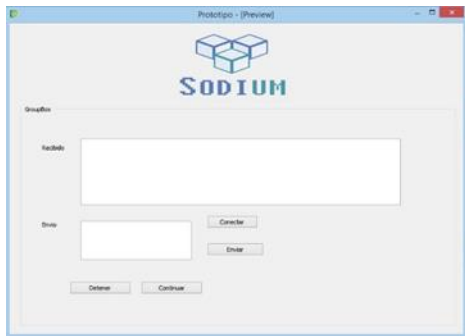 Prototipo - [Preview]
SODIUM
GroupBox
Recibido
Envio
Conectar
Enviar
Detener
Continuar